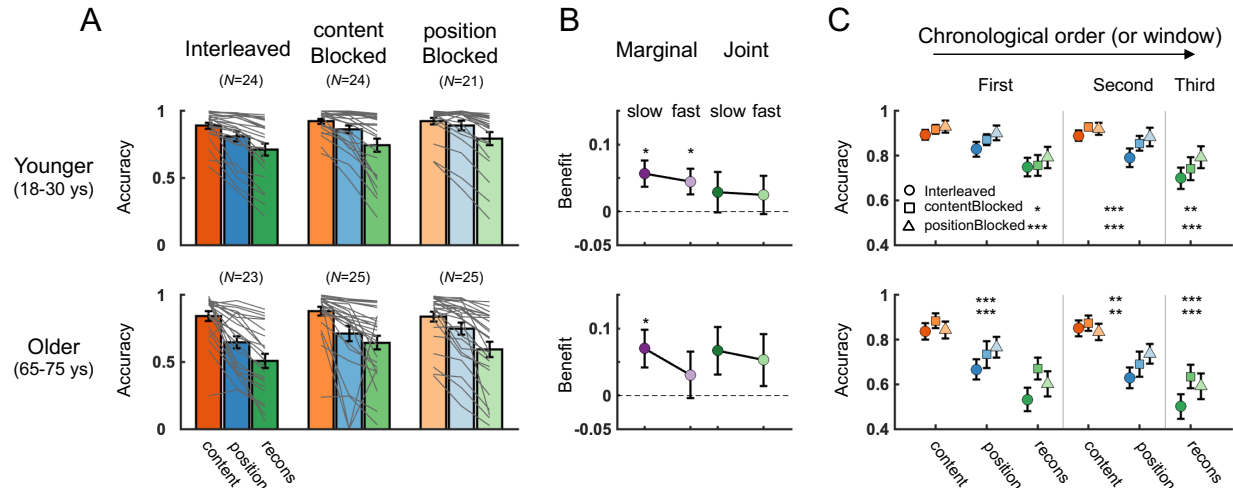 A
Interleaved
content
Blocked
position
Blocked
(N=24)
(N=24)
(N=21)
Younger
(18-30 ys)
Accuracy
1
0.5
0
Older
(65-75 ys)
Accuracy
(N=23)
(N=25)
(N=25)
1
0.5
0
content
position
recons
B
Marginal
Joint
slow
fast
slow
fast
Benefit
0.1
0
-0.05
*
*
Benefit
0.1
0
-0.05
*
C
Chronological order (or window)
First
Second
Third
Accuracy
1
0.8
0.6
0.4
Interleaved
contentBlocked
positionBlocked
*
***
***
***
**
***
Accuracy
1
0.8
0.6
0.4
***
***
**
**
***
***
content
position
recons
content
position
recons